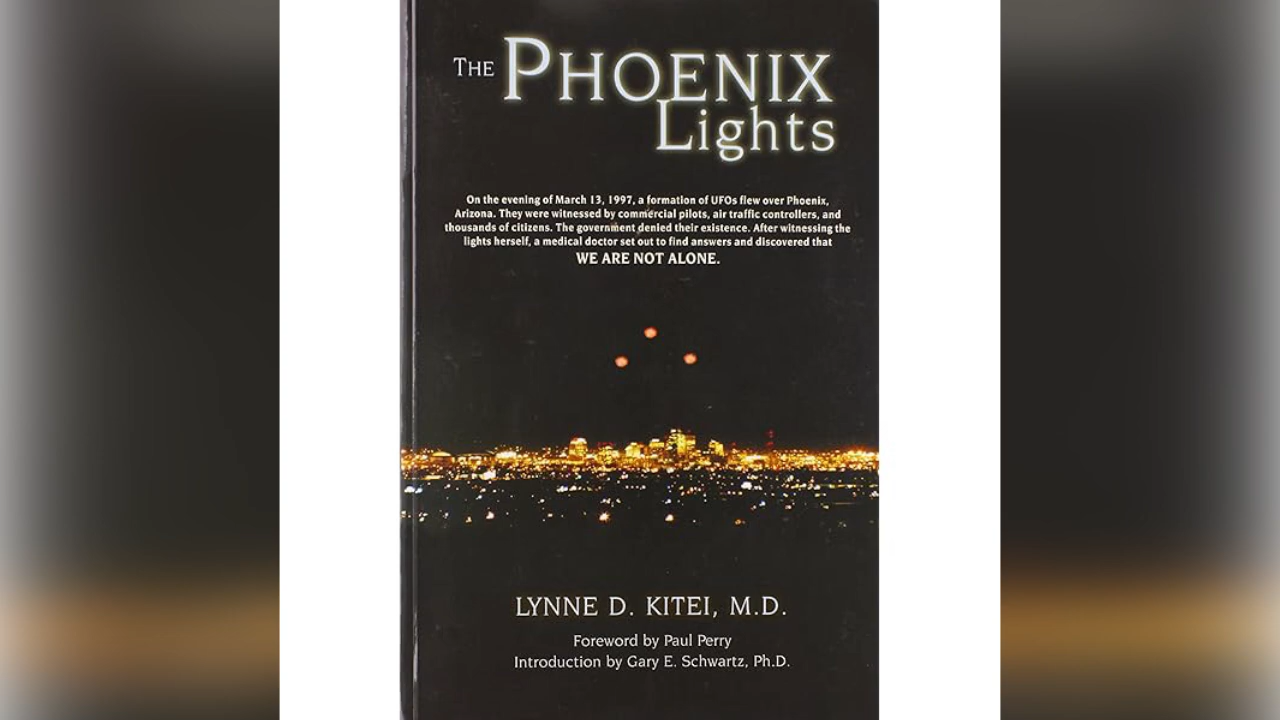 THE PHOENIX
Lights
On the evening of March 13, 1997, a formation of UFOs flew over Phoenix,
Arizona. They were witnessed by commercial pilots, air traffic controllers, and
thousands of citizens. The government denied their existence. After witnessing the
lights herself, a medical doctor set out to find answers and discovered that
WE ARE NOT ALONE.
LYNNE D. KITEI, M.D.
Foreword by Paul Perry
Introduction by Gary E. Schwartz, Ph.D.